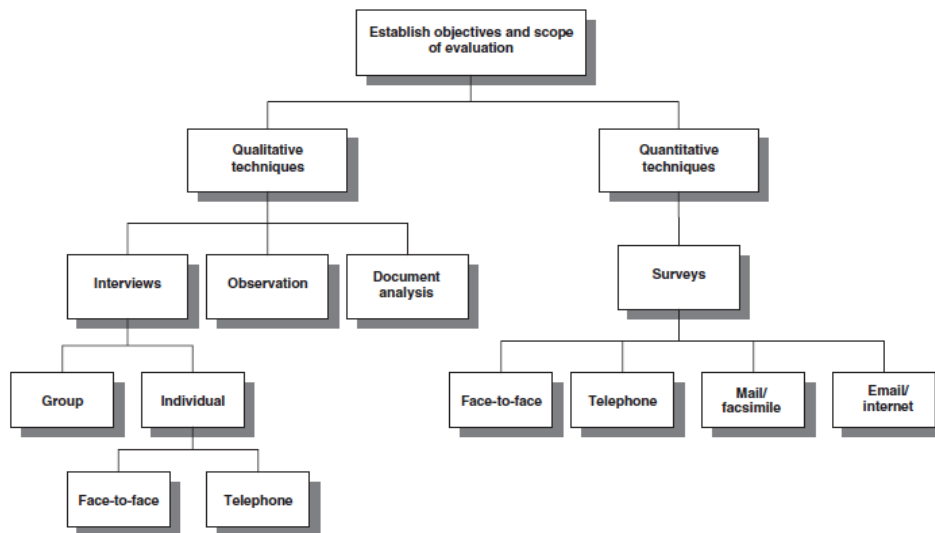 Establish objectives and scope
of evaluation
Qualitative
techniques
Quantitative
techniques
Interviews
Observation
Document
analysis
Surveys
Group
Individual
Face-to-face
Telephone
Mail/
facsimile
Email/
internet
Face-to-face
Telephone